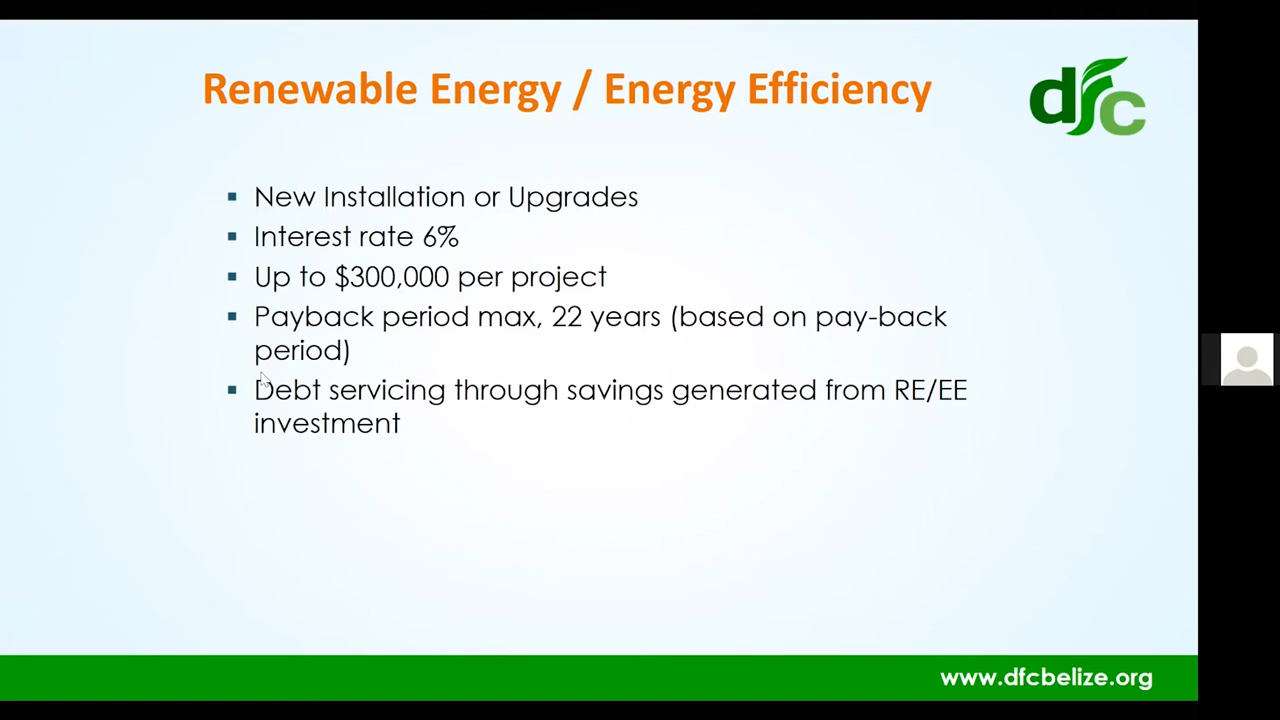 Renewable Energy / Energy Efficiency
dfc
▪ New Installation or Upgrades
▪ Interest rate 6%
▪ Up to $300,000 per project
▪ Payback period max, 22 years (based on pay-back
period)
▪ Debt servicing through savings generated from RE/EE
investment
www.dfcbelize.org